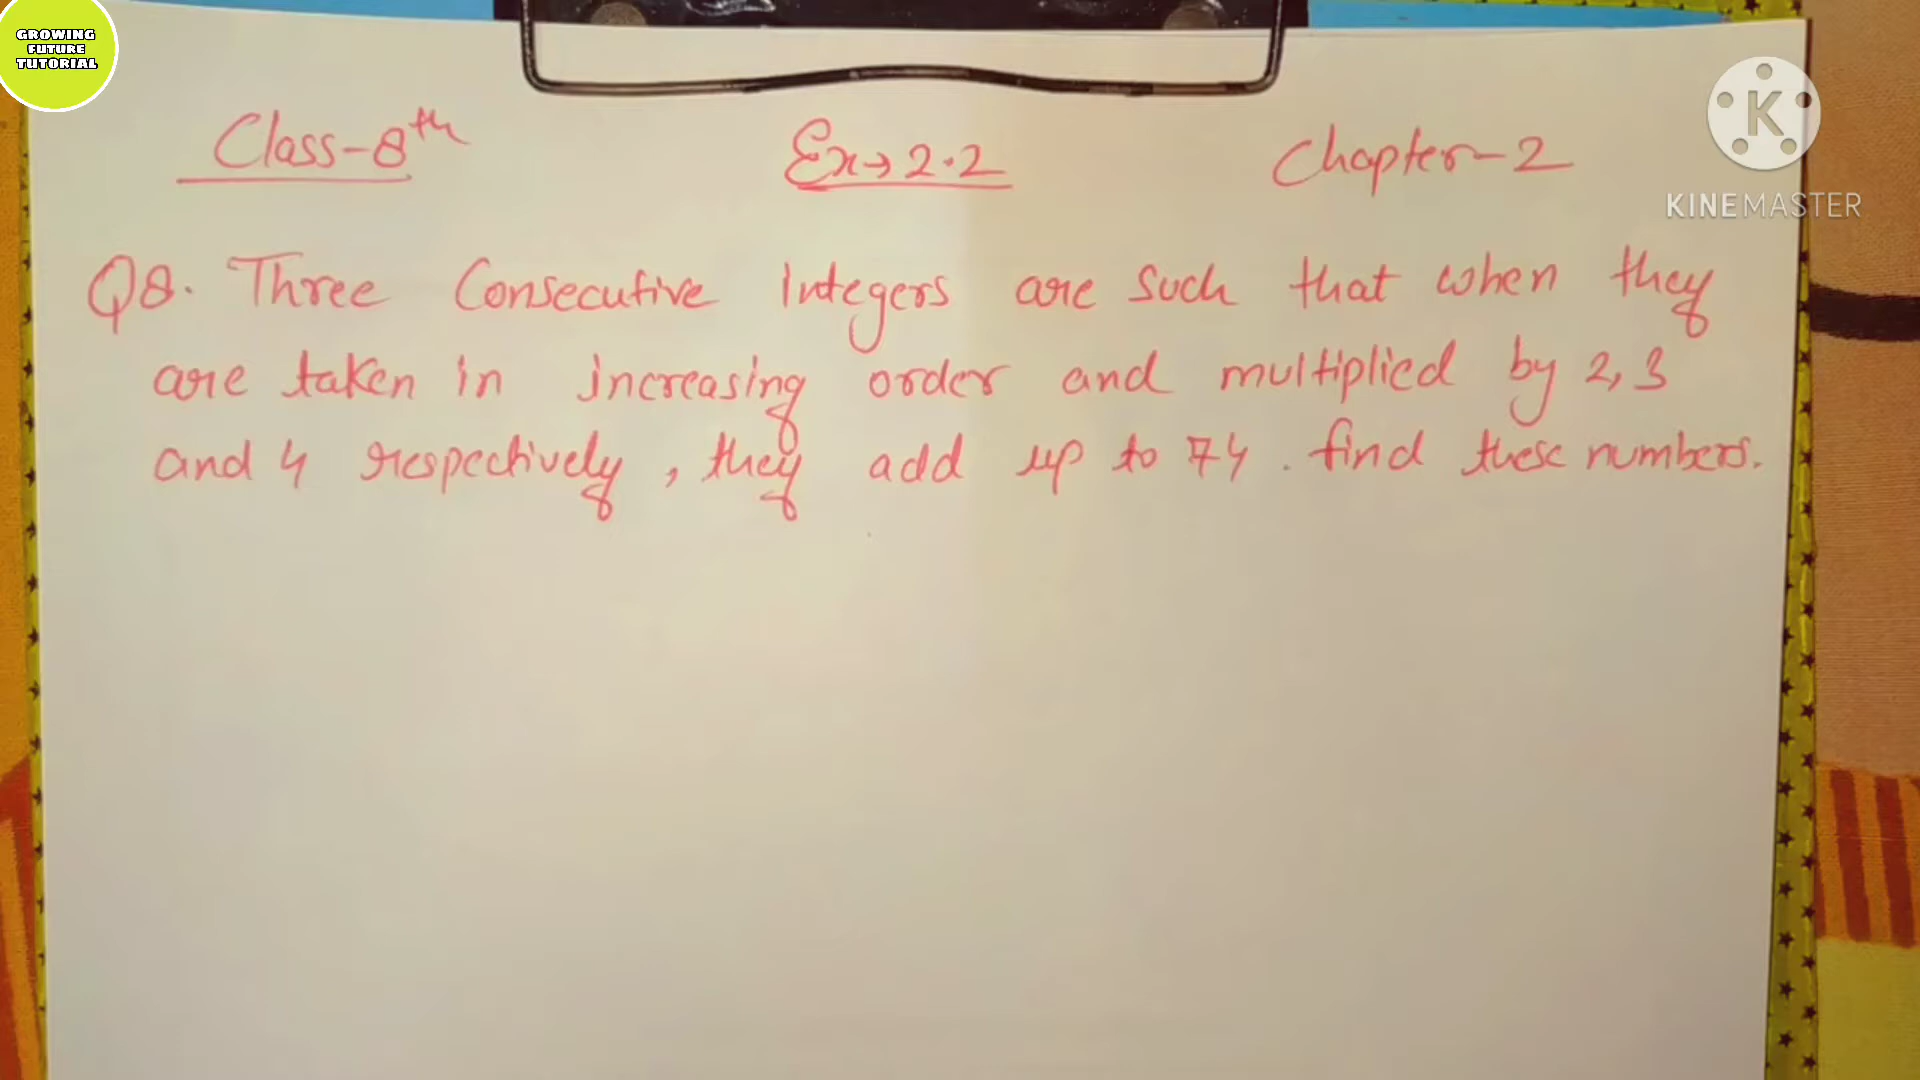 GROWING
FUTURE
TUTORIAL
K
KINEMASTER
Class-8th Ex→2.2 Chapter-2
Q8. Three Consecutive integers are such that when they
are taken in increasing order and multiplied by 2, 3
and 4 respectively, they add up to 74. find these numbers.